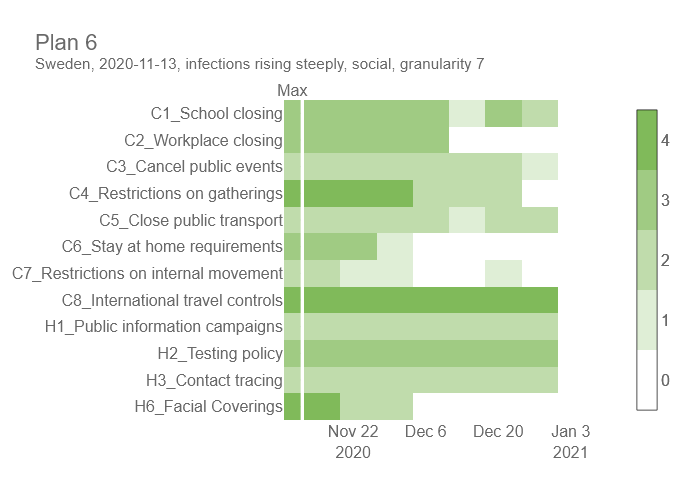 Plan 6
Sweden, 2020-11-13, infections rising steeply, social, granularity 7
Max
C1_School closing
C2_Workplace closing
C3_Cancel public events
C4_Restrictions on gatherings
C5_Close public transport
C6_Stay at home requirements
C7_Restrictions on internal movement
C8_International travel controls
H1_Public information campaigns
H2_Testing policy
H3_Contact tracing
H6_Facial Coverings
Nov 22 Dec 6 Dec 20 Jan 3
2020 2021
4
3
2
1
0